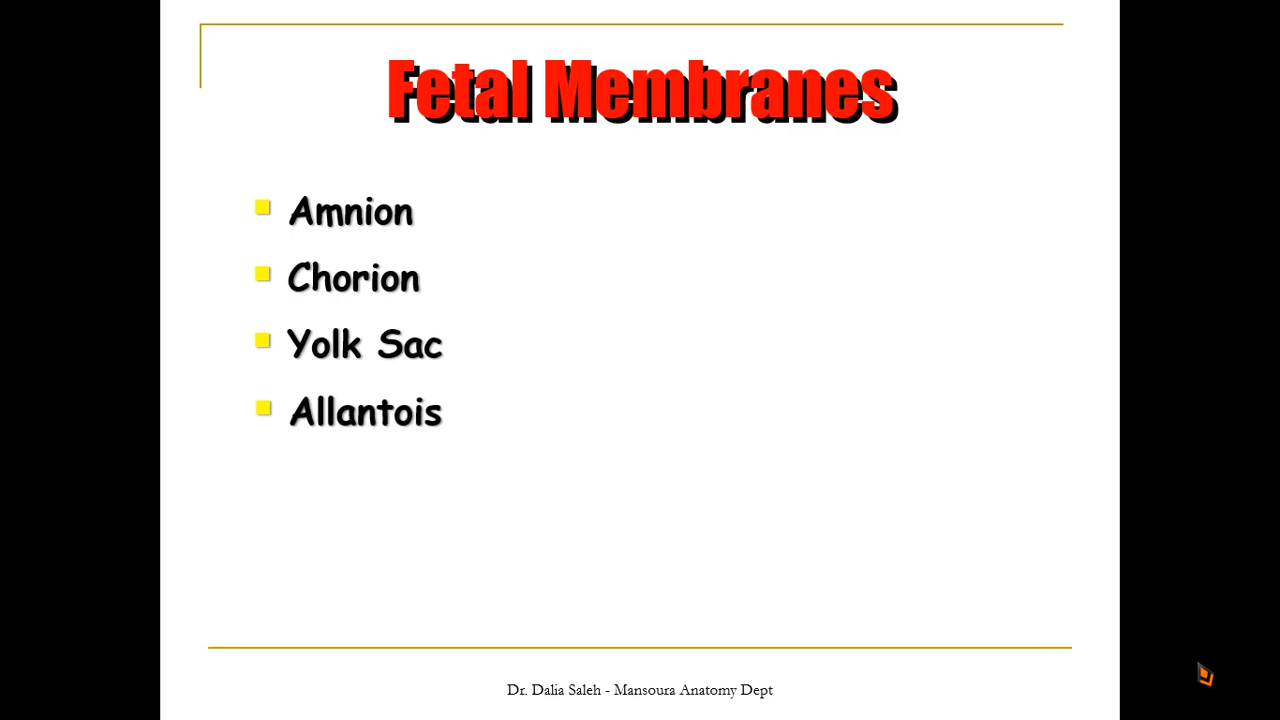 Fetal Membranes
Amnion
Chorion
Yolk Sac
Allantois
Dr. Dalia Saleh - Mansoura Anatomy Dept